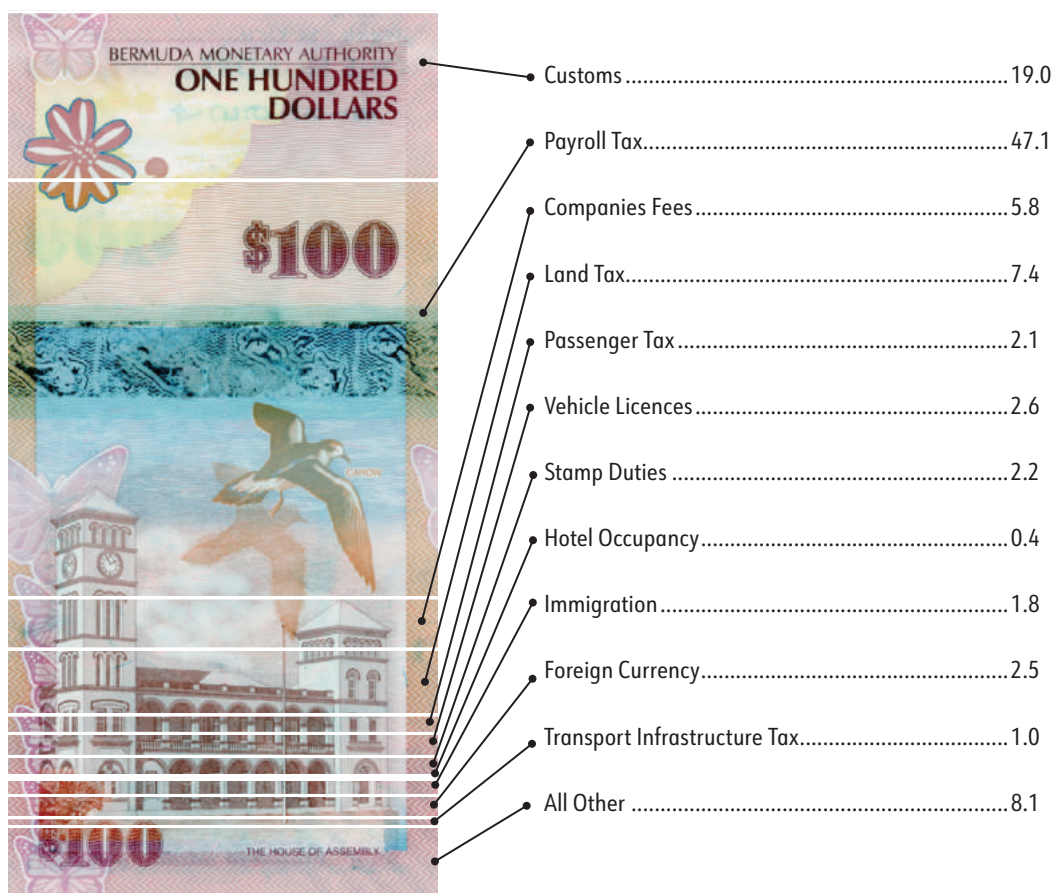 BERMUDA MONETARY AUTHORITY
ONE HUNDRED
DOLLARS
$100
CAHOW
$100
THE HOUSE OF ASSEMBLY
Customs ........ 19.0
Payroll Tax ........ 47.1
Companies Fees ........ 5.8
Land Tax ........ 7.4
Passenger Tax ........ 2.1
Vehicle Licences ........ 2.6
Stamp Duties ........ 2.2
Hotel Occupancy ........ 0.4
Immigration ........ 1.8
Foreign Currency ........ 2.5
Transport Infrastructure Tax ........ 1.0
All Other ........ 8.1